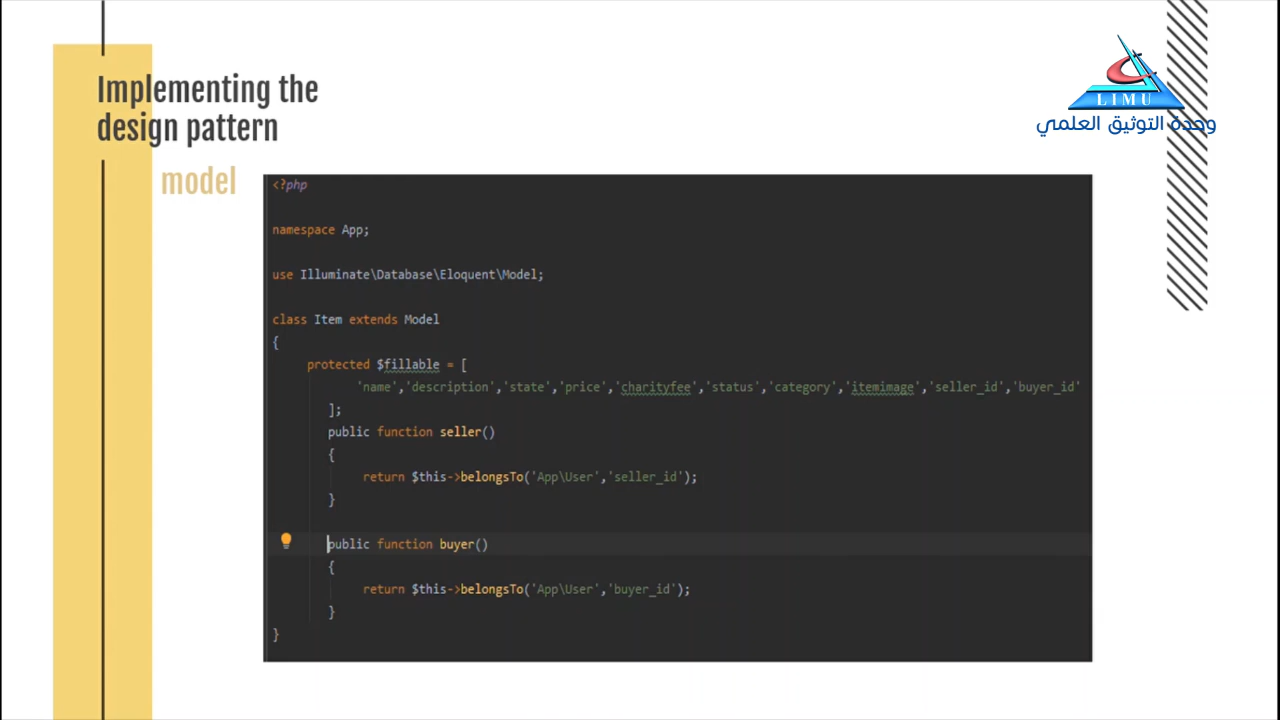 Implementing the
design pattern
model
LIMU
وحدة التوثيق العلمي
<?php
namespace App;
use Illuminate\Database\Eloquent\Model;
class Item extends Model
{
protected $fillable = [
'name','description','state','price','charityfee','status','category','itemimage','seller_id','buyer_id'
];
public function seller()
{
return $this->belongsTo('App\User','seller_id');
}
public function buyer()
{
return $this->belongsTo('App\User','buyer_id');
}
}